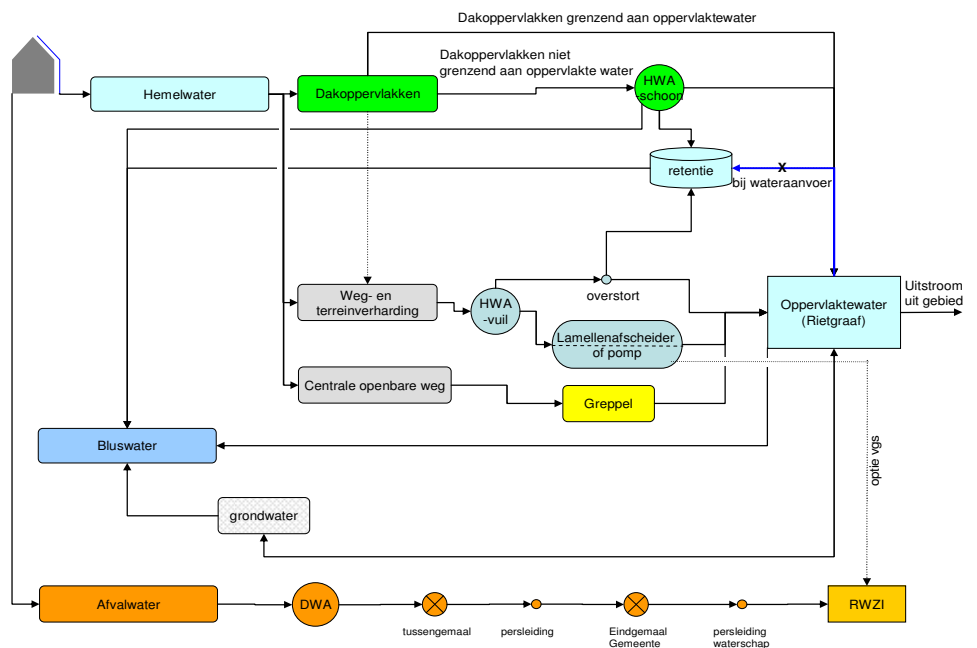 Dakoppervlakken grenzend aan oppervlaktewater
Dakoppervlakken niet
grenzend aan oppervlakte water
Hemelwater
Dakoppervlakken
HWA
-schoon
retentie
x
bij wateraanvoer
Weg- en
terreinverharding
HWA
-vuil
overstort
Oppervlaktewater
(Rietgraaf)
Uitstroom
uit gebied
Lamellenafscheider
of pomp
Centrale openbare weg
Greppel
Bluswater
optie vgs
grondwater
Afvalwater
DWA
tussengemaal
persleiding
Eindgemaal
Gemeente
persleiding
waterschap
RWZI